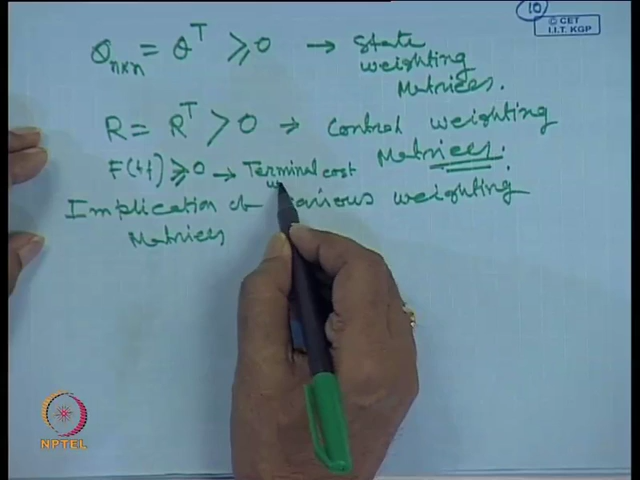 10
© CET
I.I.T. KGP
Q_{n×n} = Q^T ≥ 0 → State weighting Matrices.
R = R^T > 0 → Control weighting Matrices.
F(tf) ≥ 0 → Terminal cost
w
Implication of various weighting
Matrices
NPTEL